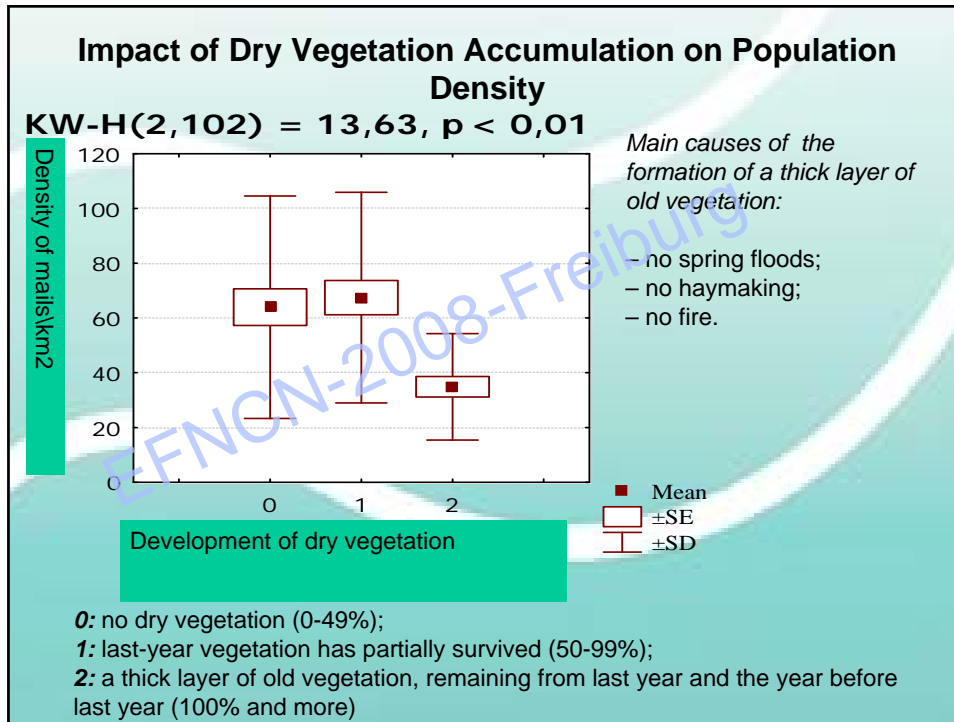 Impact of Dry Vegetation Accumulation on Population
Density
KW-H(2,102) = 13,63, p < 0,01
Density of mails\km2
120
100
80
60
40
20
0
0 1 2
Development of dry vegetation
Main causes of the
formation of a thick layer of
old vegetation:
– no spring floods;
– no haymaking;
– no fire.
Mean
±SE
±SD
EFNCN-2008-Freiburg
0: no dry vegetation (0-49%);
1: last-year vegetation has partially survived (50-99%);
2: a thick layer of old vegetation, remaining from last year and the year before
last year (100% and more)